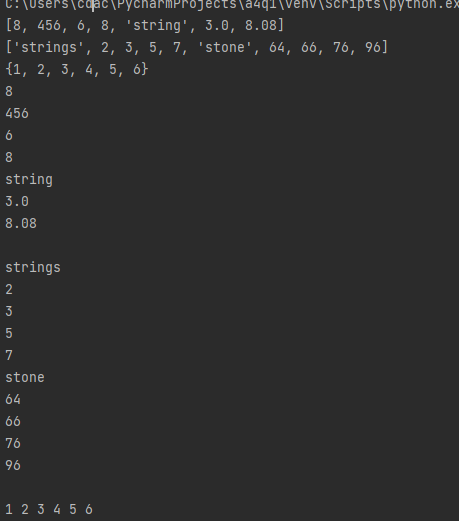 C:\Users\cdac\PycharmProjects\a4q1\venv\Scripts\python.ex
[8, 456, 6, 8, 'string', 3.0, 8.08]
['strings', 2, 3, 5, 7, 'stone', 64, 66, 76, 96]
{1, 2, 3, 4, 5, 6}
8
456
6
8
string
3.0
8.08
strings
2
3
5
7
stone
64
66
76
96
1 2 3 4 5 6